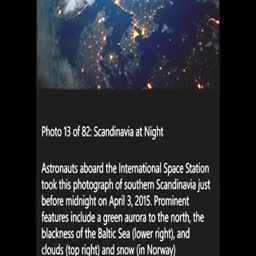 Photo 13 of 82: Scandinavia at Night
Astronauts aboard the International Space Station
took this photograph of southern Scandinavia just
before midnight on April 3, 2015. Prominent
features include a green aurora to the north, the
blackness of the Baltic Sea (lower right), and
clouds (top right) and snow (in Norway)